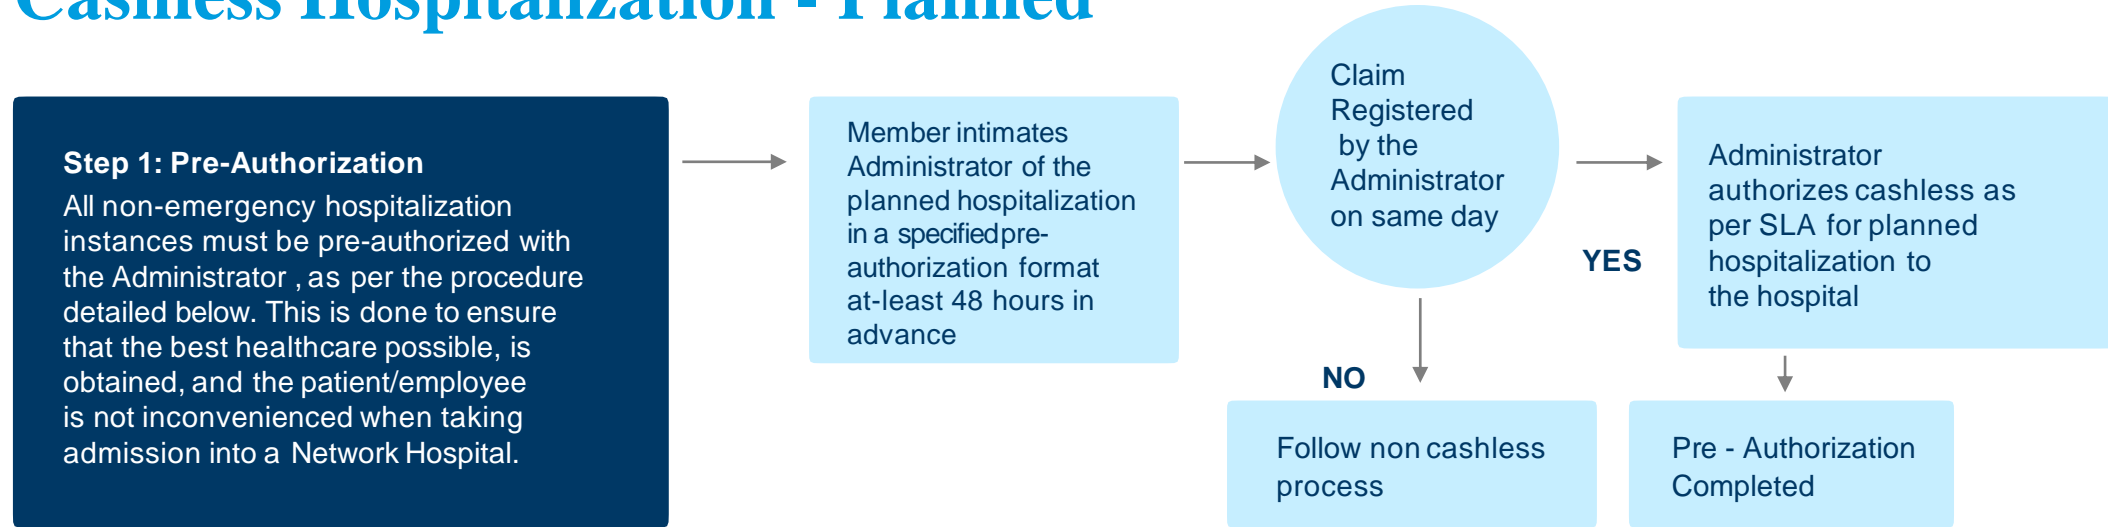 Cashless Hospitalization - Planned
Step 1: Pre-Authorization
All non-emergency hospitalization
instances must be pre-authorized with
the Administrator , as per the procedure
detailed below. This is done to ensure
that the best healthcare possible, is
obtained, and the patient/employee
is not inconvenienced when taking
admission into a Network Hospital.
Member intimates
Administrator of the
planned hospitalization
in a specified pre-
authorization format
at-least 48 hours in
advance
Claim
Registered
by the
Administrator
on same day
YES
NO
Administrator
authorizes cashless as
per SLA for planned
hospitalization to
the hospital
Follow non cashless
process
Pre - Authorization
Completed